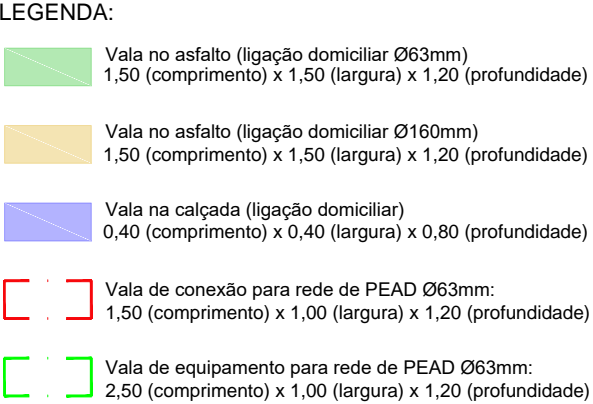 LEGENDA:
Vala no asfalto (ligação domiciliar Ø63mm)
1,50 (comprimento) x 1,50 (largura) x 1,20 (profundidade)
Vala no asfalto (ligação domiciliar Ø160mm)
1,50 (comprimento) x 1,50 (largura) x 1,20 (profundidade)
Vala na calçada (ligação domiciliar)
0,40 (comprimento) x 0,40 (largura) x 0,80 (profundidade)
Vala de conexão para rede de PEAD Ø63mm:
1,50 (comprimento) x 1,00 (largura) x 1,20 (profundidade)
Vala de equipamento para rede de PEAD Ø63mm:
2,50 (comprimento) x 1,00 (largura) x 1,20 (profundidade)